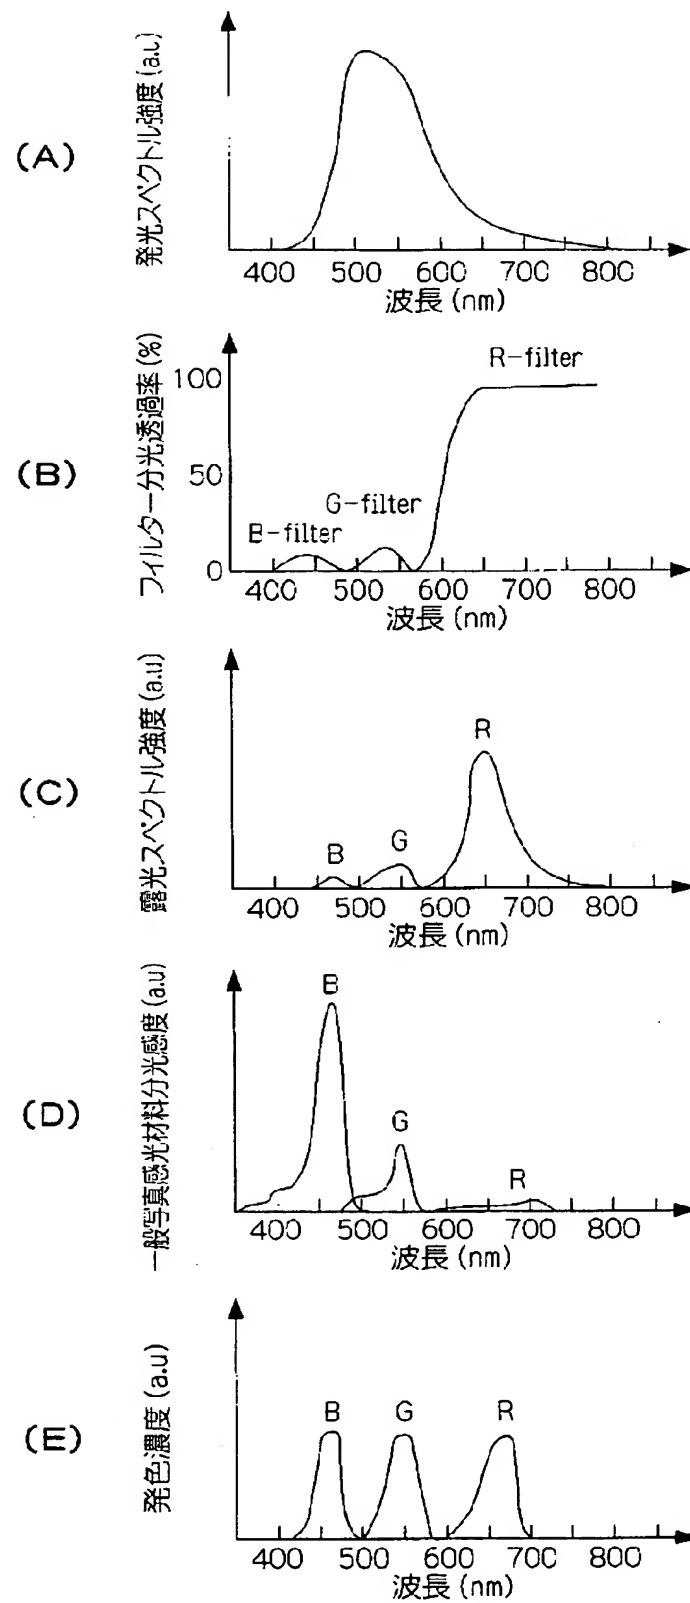 (A)
発光スペクトル強度 (a.u)
400 500 600 700 800
波長 (nm)
(B)
フィルター分光透過率 (%)
100
50
0
B-filter
G-filter
R-filter
400 500 600 700 800
波長 (nm)
(C)
露光スペクトル強度 (a.u)
B
G
R
400 500 600 700 800
波長 (nm)
(D)
一般写真感光材料分光感度 (a.u)
B
G
R
400 500 600 700 800
波長 (nm)
(E)
発色濃度 (a.u)
B G R
400 500 600 700 800
波長 (nm)